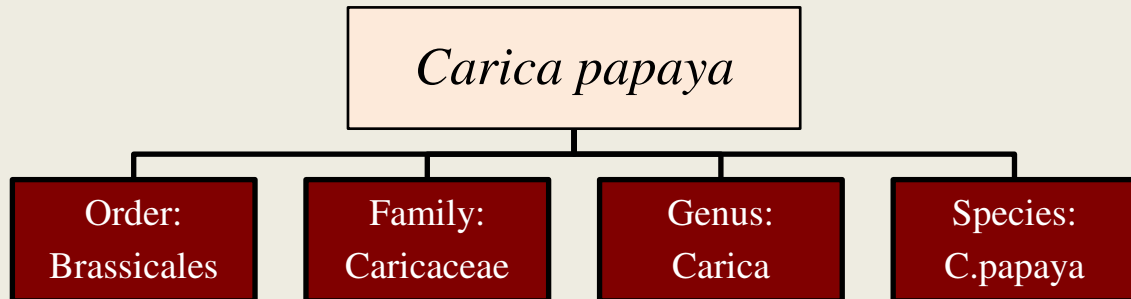 Carica papaya
Order:
Brassicales
Family:
Caricaceae
Genus:
Carica
Species:
C.papaya